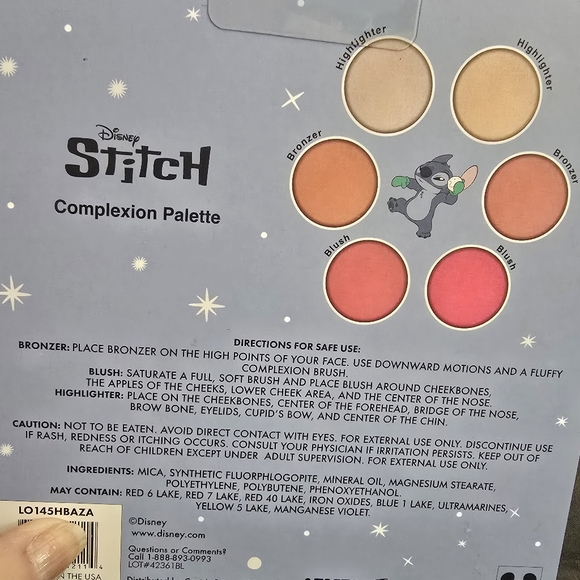 Highlighter
Highlighter
Disney
STITCH
Complexion Palette
Bronzer
Bronzer
Blush
Blush
DIRECTIONS FOR SAFE USE:
BRONZER: PLACE BRONZER ON THE HIGH POINTS OF YOUR FACE. USE DOWNWARD MOTIONS AND A FLUFFY
COMPLEXION BRUSH.
BLUSH: SATURATE A FULL, SOFT BRUSH AND PLACE BLUSH AROUND CHEEKBONES,
THE APPLES OF THE CHEEKS, LOWER CHEEK AREA, AND THE CENTER OF THE NOSE.
HIGHLIGHTER: PLACE ON THE CHEEKBONES, CENTER OF THE FOREHEAD, BRIDGE OF THE NOSE,
BROW BONE, EYELIDS, CUPID'S BOW, AND CENTER OF THE CHIN.
CAUTION: NOT TO BE EATEN. AVOID DIRECT CONTACT WITH EYES. FOR EXTERNAL USE ONLY. DISCONTINUE USE
IF RASH, REDNESS OR ITCHING OCCURS. CONSULT YOUR PHYSICIAN IF IRRITATION PERSISTS. KEEP OUT OF
REACH OF CHILDREN EXCEPT UNDER ADULT SUPERVISION. FOR EXTERNAL USE ONLY.
INGREDIENTS: MICA, SYNTHETIC FLUORPHLOGOPITE, MINERAL OIL, MAGNESIUM STEARATE,
POLYETHYLENE, POLYBUTENE, PHENOXYETHANOL.
MAY CONTAIN: RED 6 LAKE, RED 7 LAKE, RED 40 LAKE, IRON OXIDES, BLUE 1 LAKE, ULTRAMARINES,
YELLOW 5 LAKE, MANGANESE VIOLET.
LO145HBAZA
©Disney
www.disney.com
Questions or Comments?
Call 1-888-893-0993
LOT#42361BL
IN THE USA